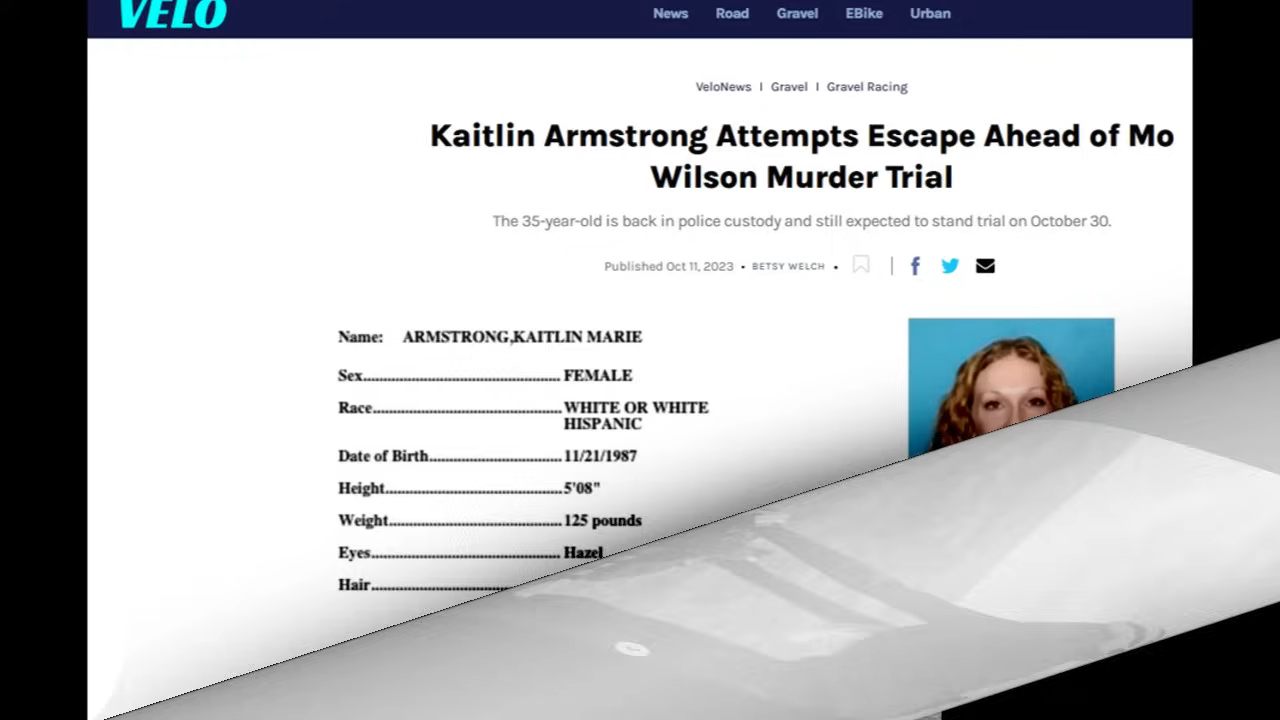 VELO
News Road Gravel EBike Urban
VeloNews | Gravel | Gravel Racing
Kaitlin Armstrong Attempts Escape Ahead of Mo
Wilson Murder Trial
The 35-year-old is back in police custody and still expected to stand trial on October 30.
Published Oct 11, 2023 • BETSY WELCH •
Name: ARMSTRONG,KAITLIN MARIE
Sex.................................................. FEMALE
Race................................................WHITE OR WHITE
HISPANIC
Date of Birth..................................11/21/1987
Height.............................................5'08"
Weight............................................125 pounds
Eyes................................................ Hazel
Hair...................................